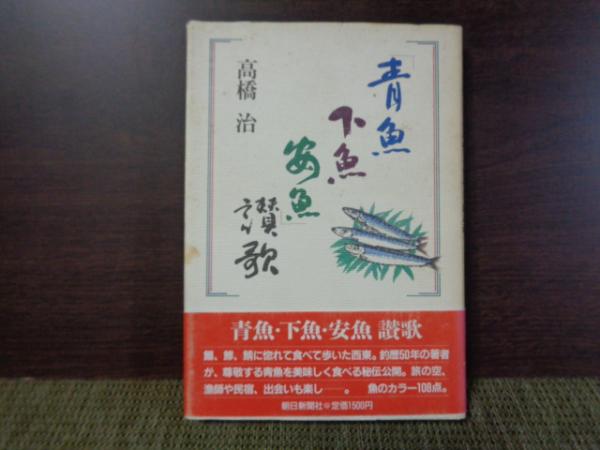 「青魚
下魚
安魚」
讃歌
高橋 治
青魚・下魚・安魚 讃歌
鰯、鯵、鯖に惚れて食べて歩いた西東。釣歴50年の著者
が、尊敬する青魚を美味しく食べる秘伝公開。旅の空、
漁師や民宿、出会いも楽し――。 魚のカラー108点。
朝日新聞社 定価1500円